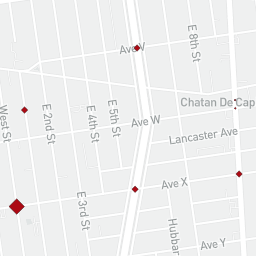 Ave V
E 8th St
Chatan De Cap
West St
E 2nd St
E 4th St
E 5th St
Ave W
Lancaster Ave
Ave X
E 3rd St
Hubbar
Ave Y